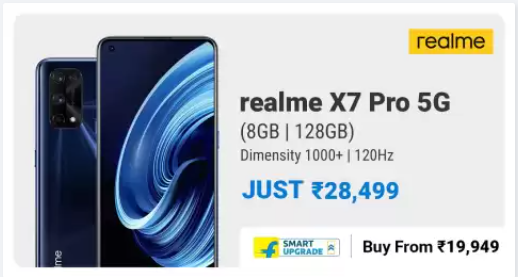 realme
realme X7 Pro 5G
(8GB | 128GB)
Dimensity 1000+ | 120Hz
JUST ₹28,499
SMART
UPGRADE
Buy From ₹19,949
realme